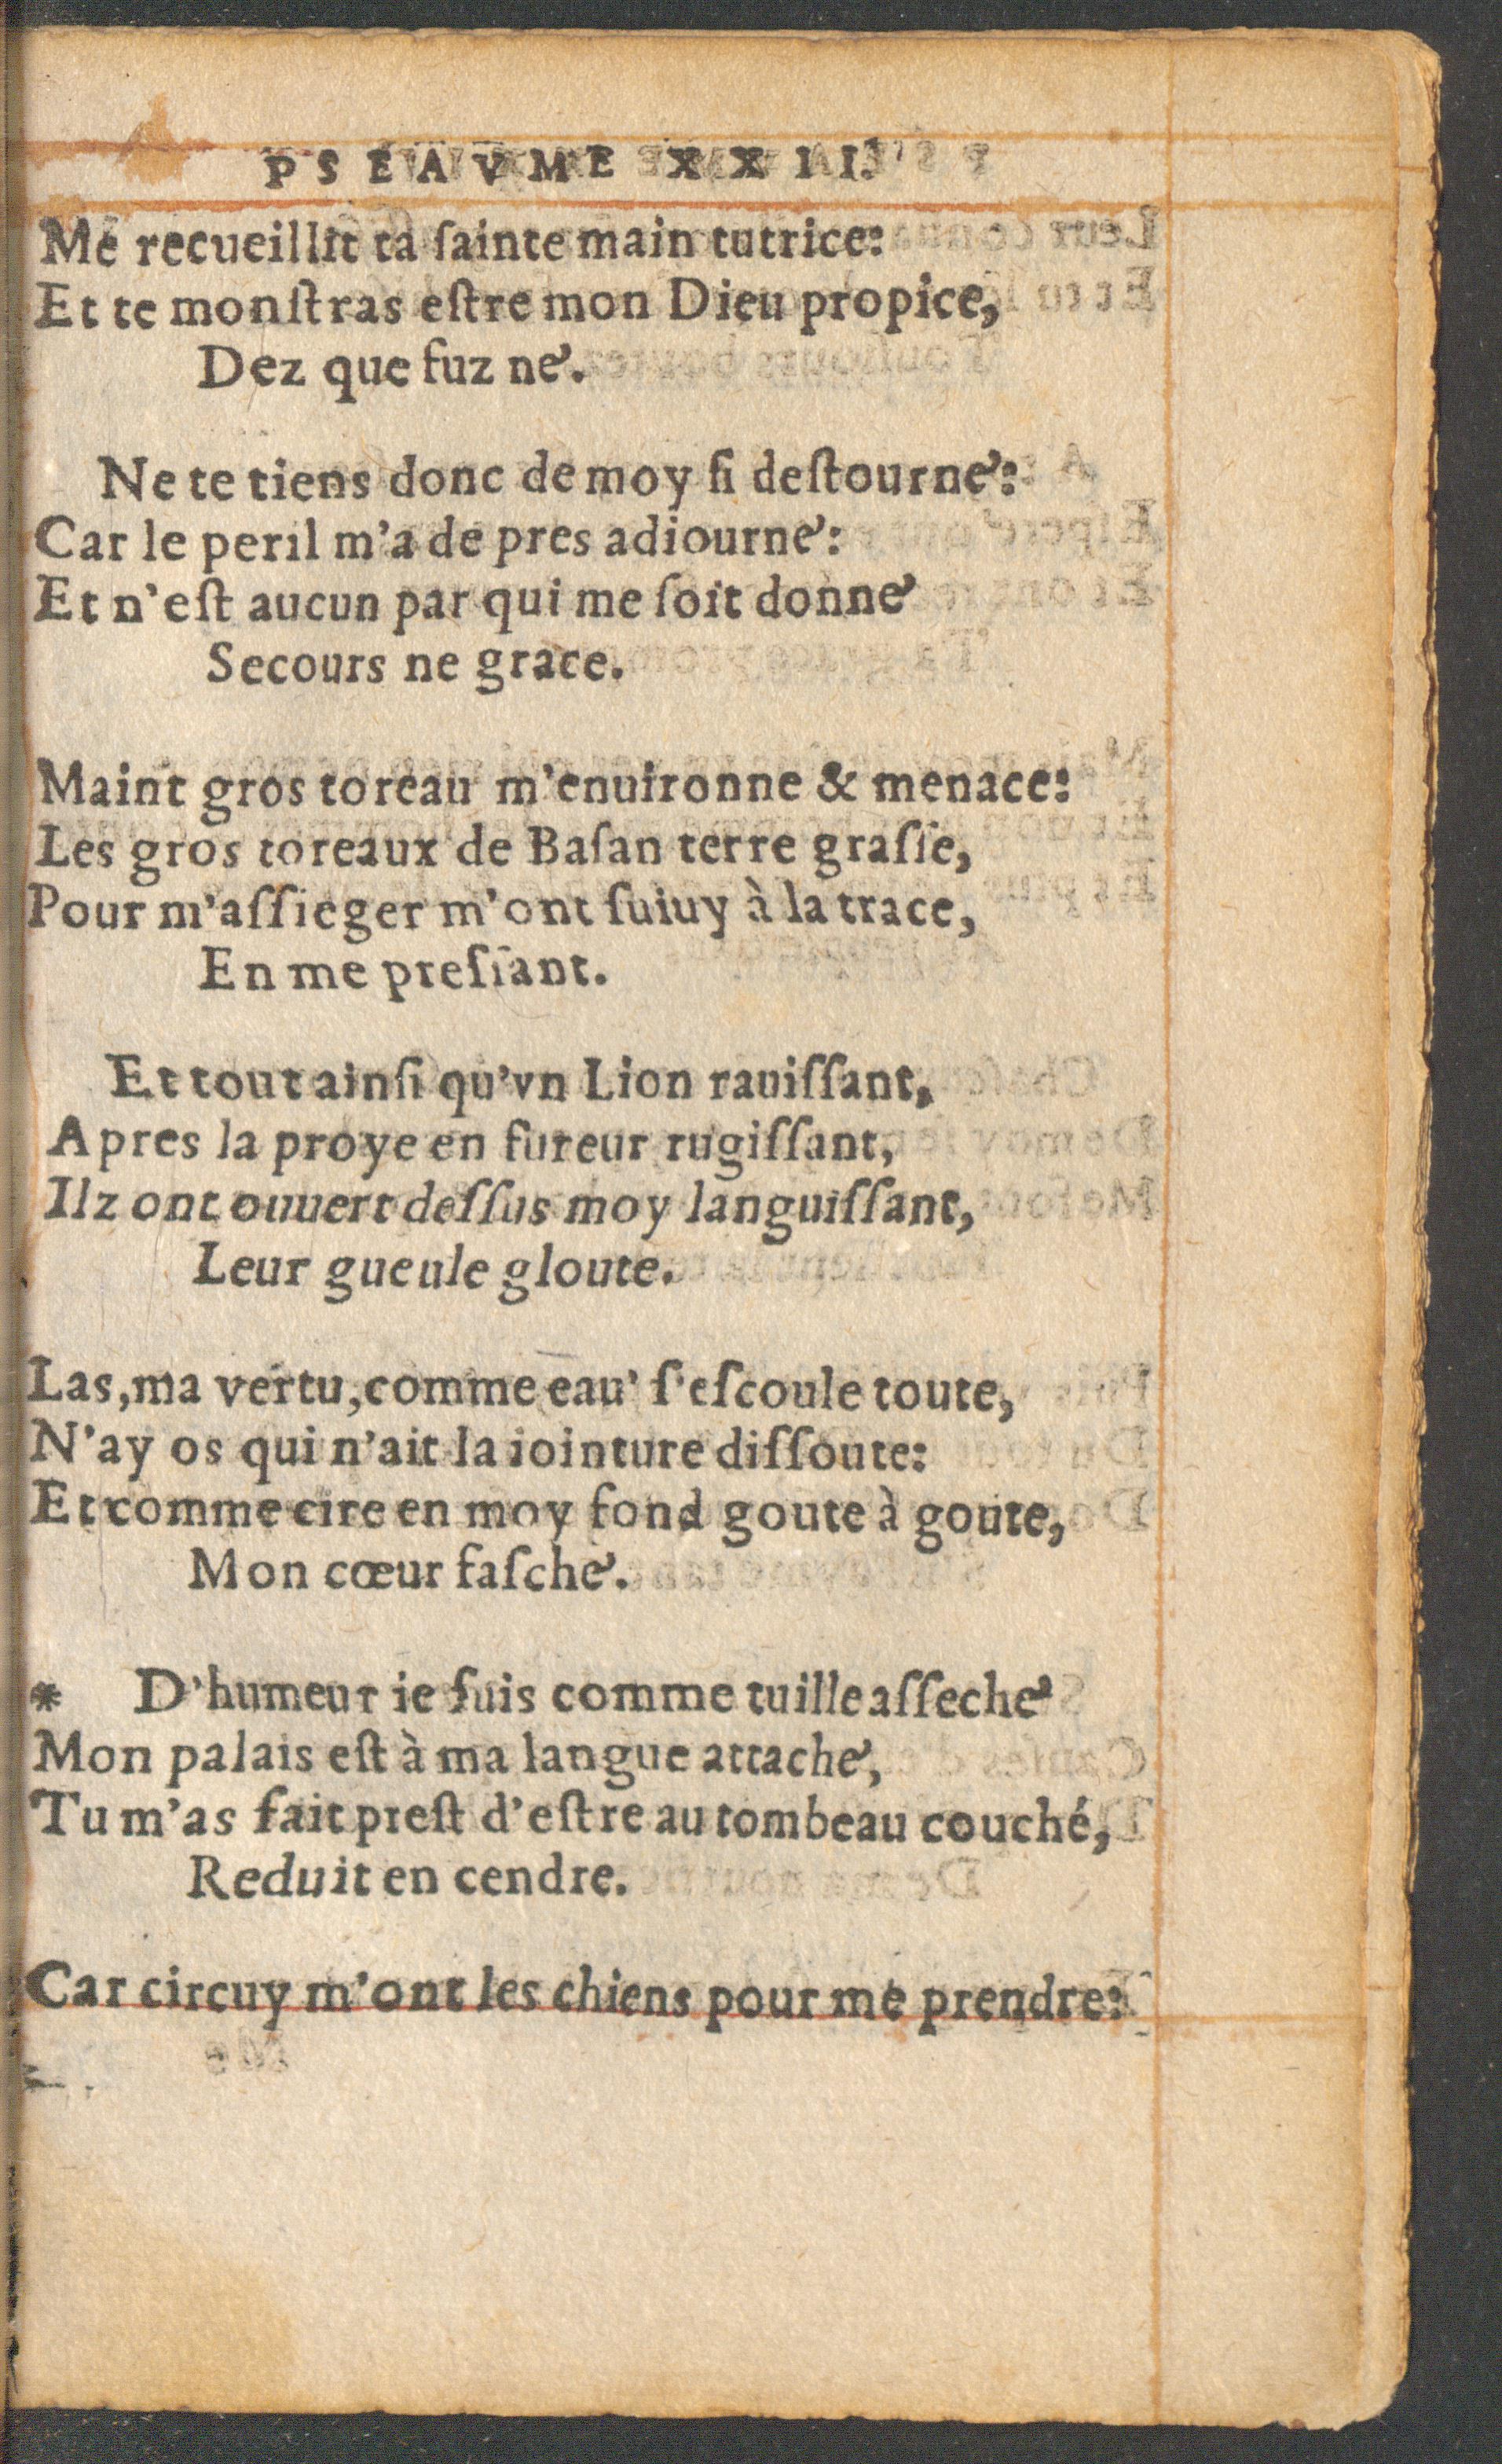 PSEAVME XXII.
Me recueillit ta ſainte main tutrice:
Et te monſtras eſtre mon Dieu propice,
Dez que fuz né.
Ne te tiens donc de moy ſi deſtourné:
Car le peril m'a de pres adiourné:
Et n'eſt aucun par qui me ſoit donné
Secours ne grace.
Maint gros toreau m'enuironne & menace:
Les gros toreaux de Baſan terre graſſe,
Pour m'aſſieger m'ont ſuiuy à la trace,
En me preſſant.
Et tout ainſi qu'vn Lion rauiſſant,
Apres la proye en fureur rugiſſant,
Ilz ont ouuert deſſus moy languiſſant,
Leur gueule gloute.
Las, ma vertu, comme eau' ſ'eſcoule toute,
N'ay os qui n'ait la iointure diſſoute:
Et comme cire en moy fond goute à goute,
Mon cœur faſché.
* D'humeur ie ſuis comme tuille aſſeché
Mon palais eſt à ma langue attaché,
Tu m'as fait preſt d'eſtre au tombeau couché,
Reduit en cendre.
Car circuy m'ont les chiens pour me prendre: